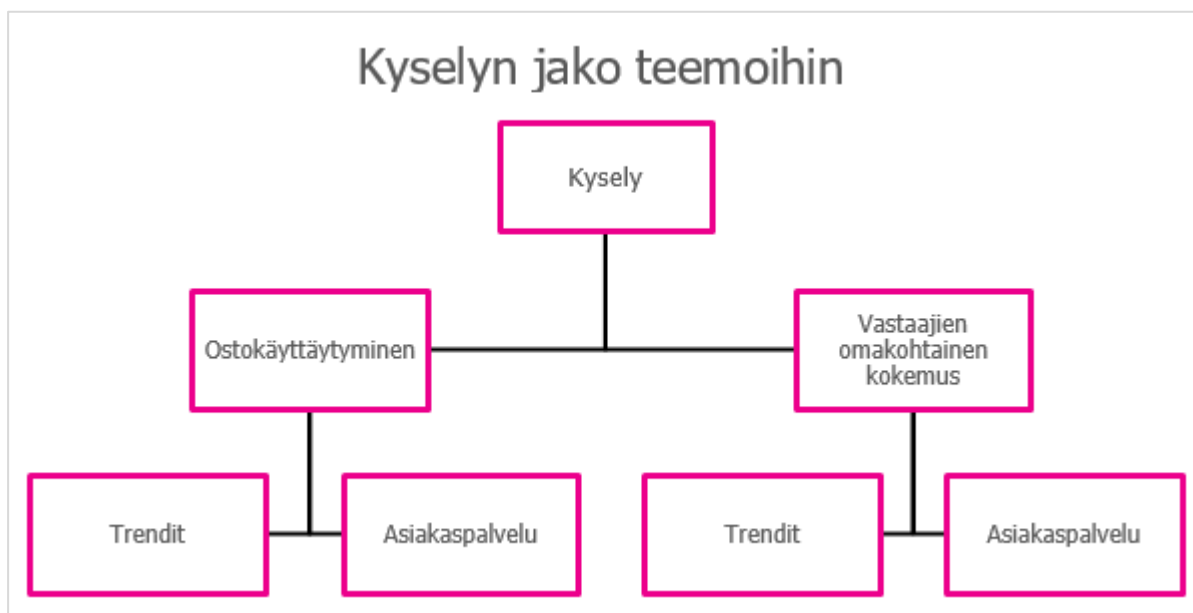 Kyselyn jako teemoihin
Kysely
Ostokäyttäytyminen
Vastaajien
omakohtainen
kokemus
Trendit
Asiakaspalvelu
Trendit
Asiakaspalvelu